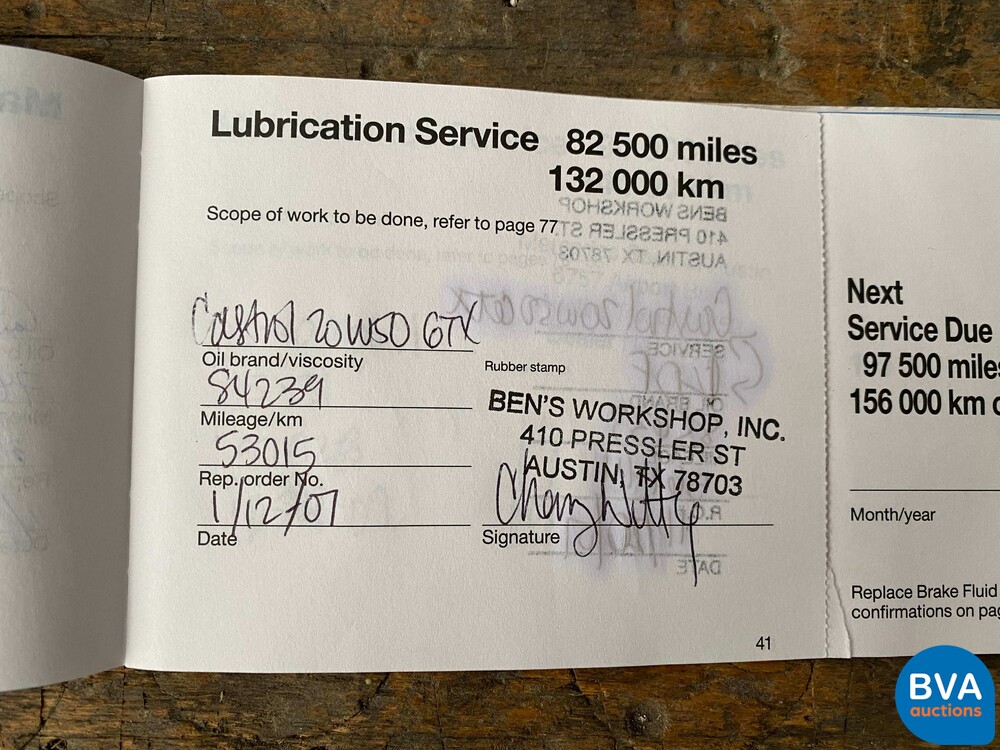 Lubrication Service 82 500 miles
132 000 km
Scope of work to be done, refer to page 77
Castrol 20W50 GTX
Oil brand/viscosity
84239
Mileage/km
53015
Rep. order No.
1/12/07
Date
Rubber stamp
BEN'S WORKSHOP, INC.
410 PRESSLER ST
AUSTIN, TX 78703
Signature
41
Next
Service Due
97 500 miles
156 000 km
Month/year
Replace Brake Fluid
confirmations on
BVA
auctions